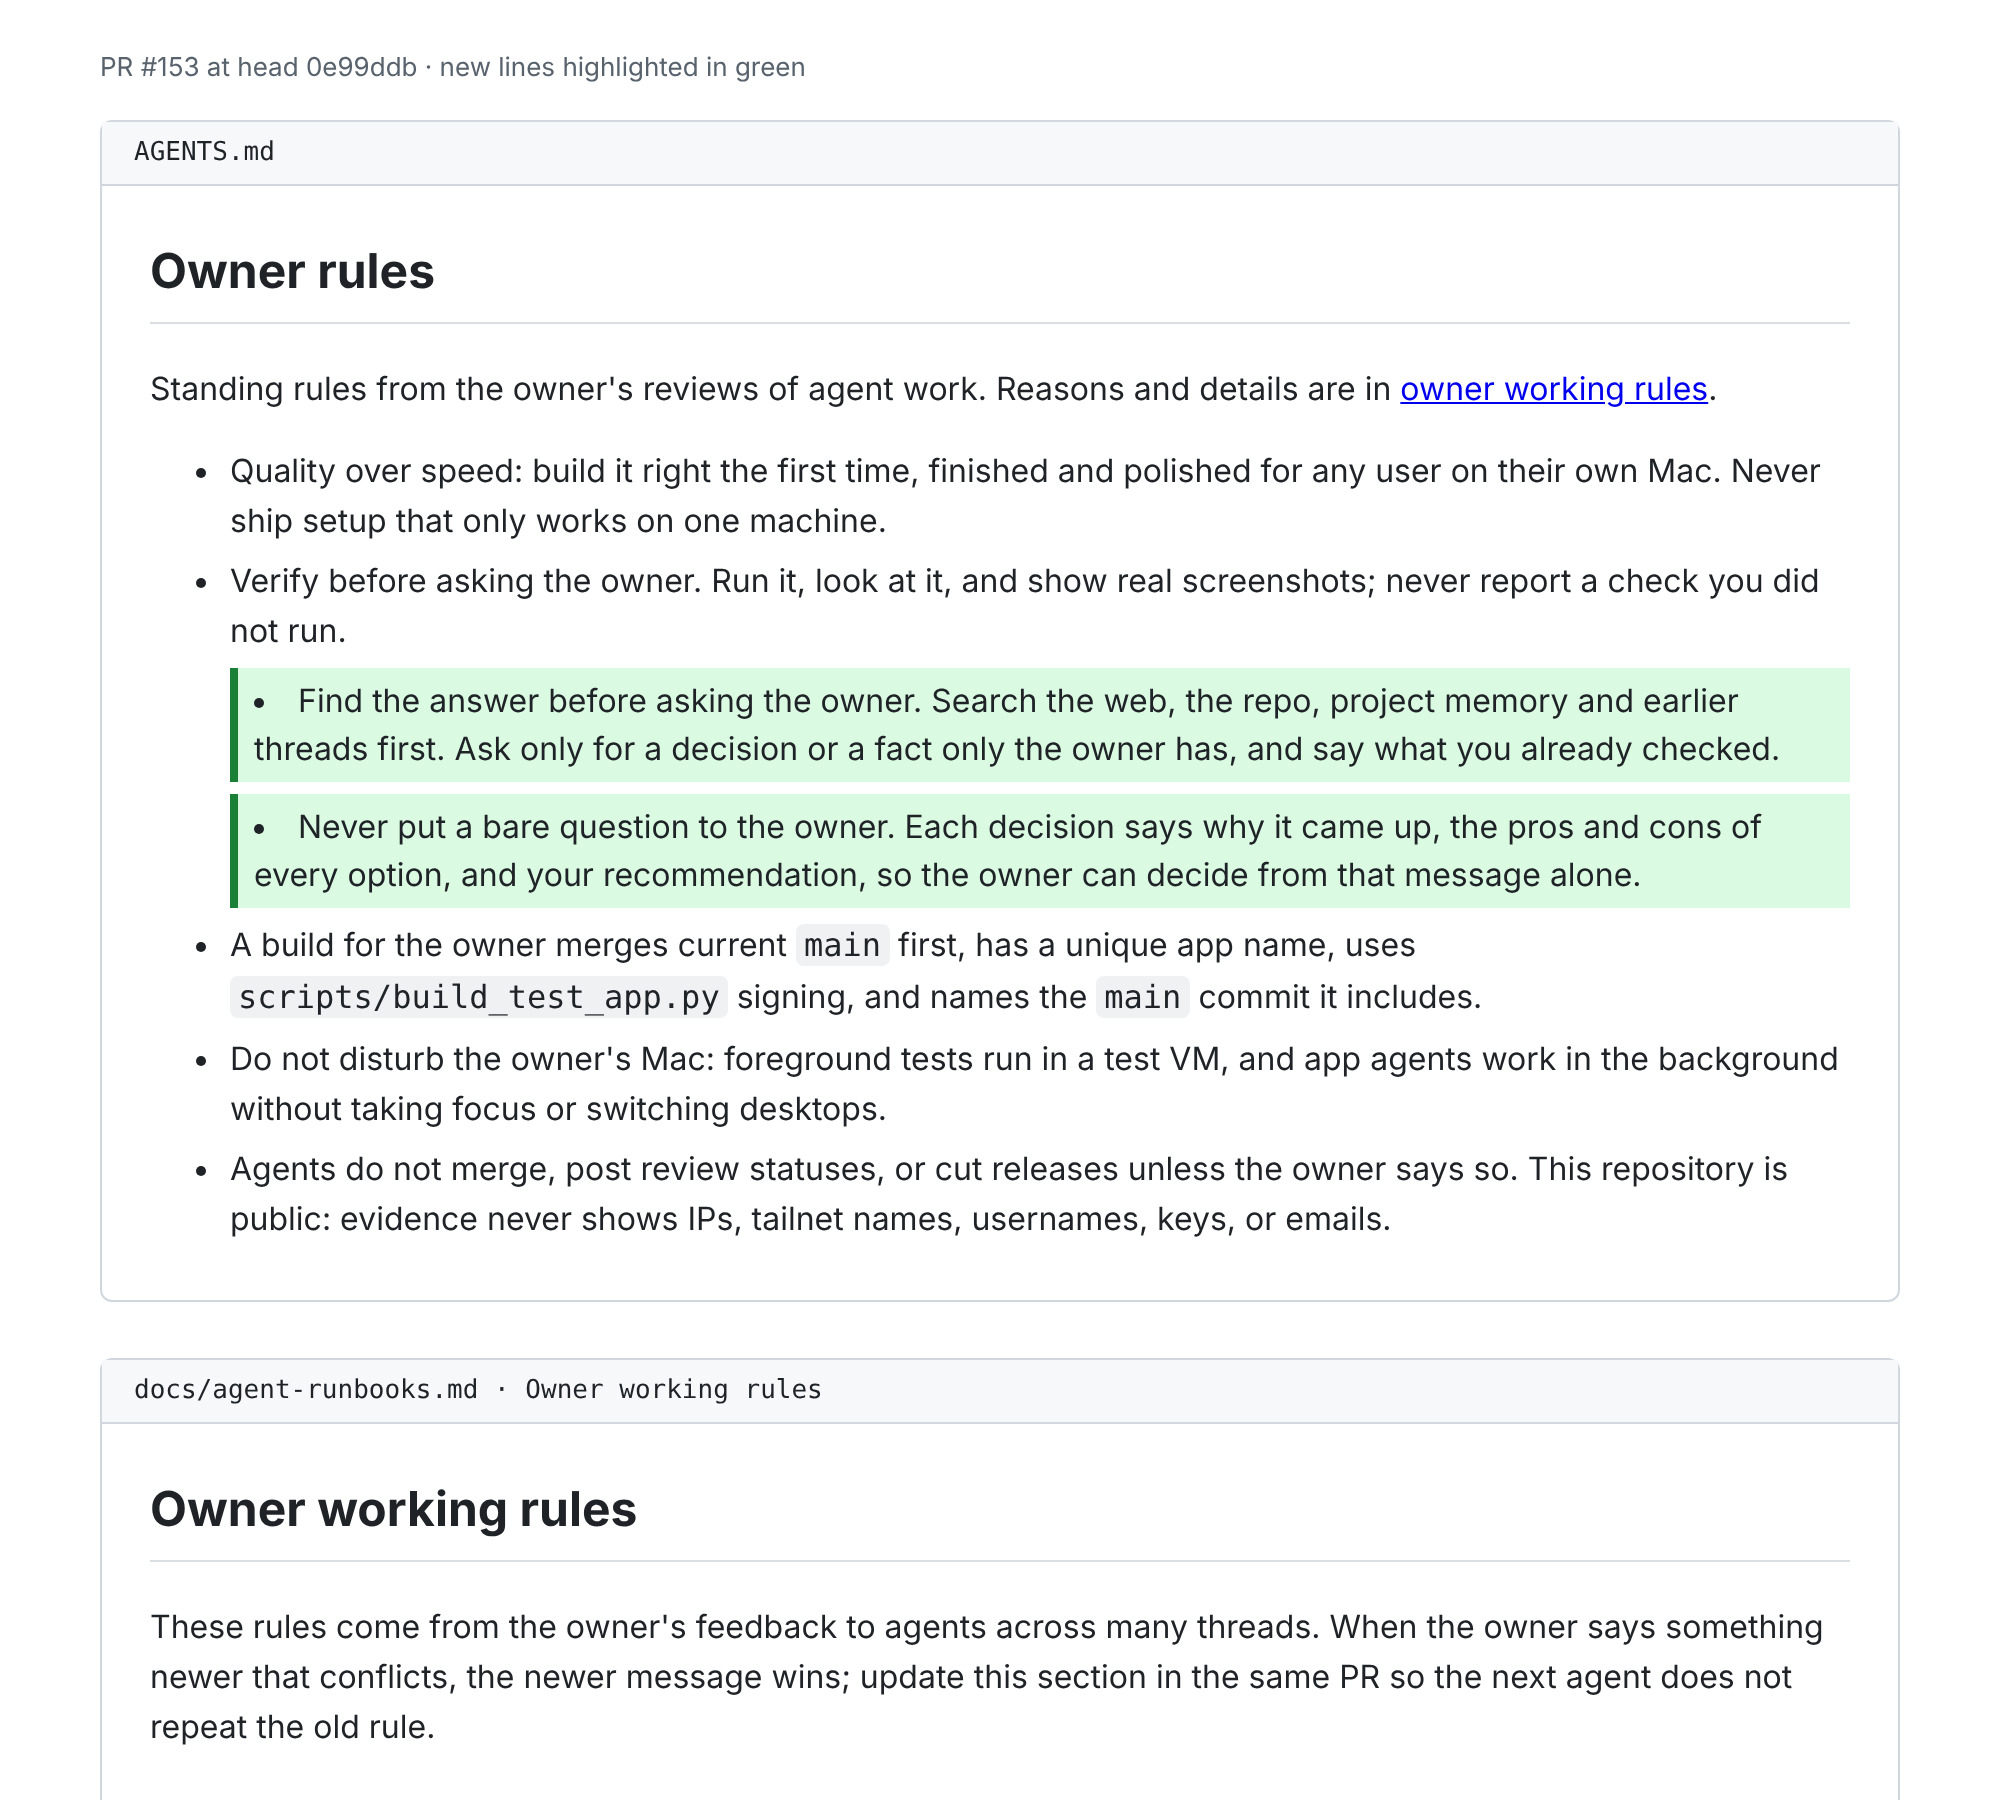 PR #153 at head 0e99ddb · new lines highlighted in green
AGENTS.md
Owner rules
Standing rules from the owner's reviews of agent work. Reasons and details are in owner working rules.
• Quality over speed: build it right the first time, finished and polished for any user on their own Mac. Never
ship setup that only works on one machine.
• Verify before asking the owner. Run it, look at it, and show real screenshots; never report a check you did
not run.
• Find the answer before asking the owner. Search the web, the repo, project memory and earlier
threads first. Ask only for a decision or a fact only the owner has, and say what you already checked.
• Never put a bare question to the owner. Each decision says why it came up, the pros and cons of
every option, and your recommendation, so the owner can decide from that message alone.
• A build for the owner merges current main first, has a unique app name, uses
scripts/build_test_app.py signing, and names the main commit it includes.
• Do not disturb the owner's Mac: foreground tests run in a test VM, and app agents work in the background
without taking focus or switching desktops.
• Agents do not merge, post review statuses, or cut releases unless the owner says so. This repository is
public: evidence never shows IPs, tailnet names, usernames, keys, or emails.
docs/agent-runbooks.md · Owner working rules
Owner working rules
These rules come from the owner's feedback to agents across many threads. When the owner says something
newer that conflicts, the newer message wins; update this section in the same PR so the next agent does not
repeat the old rule.